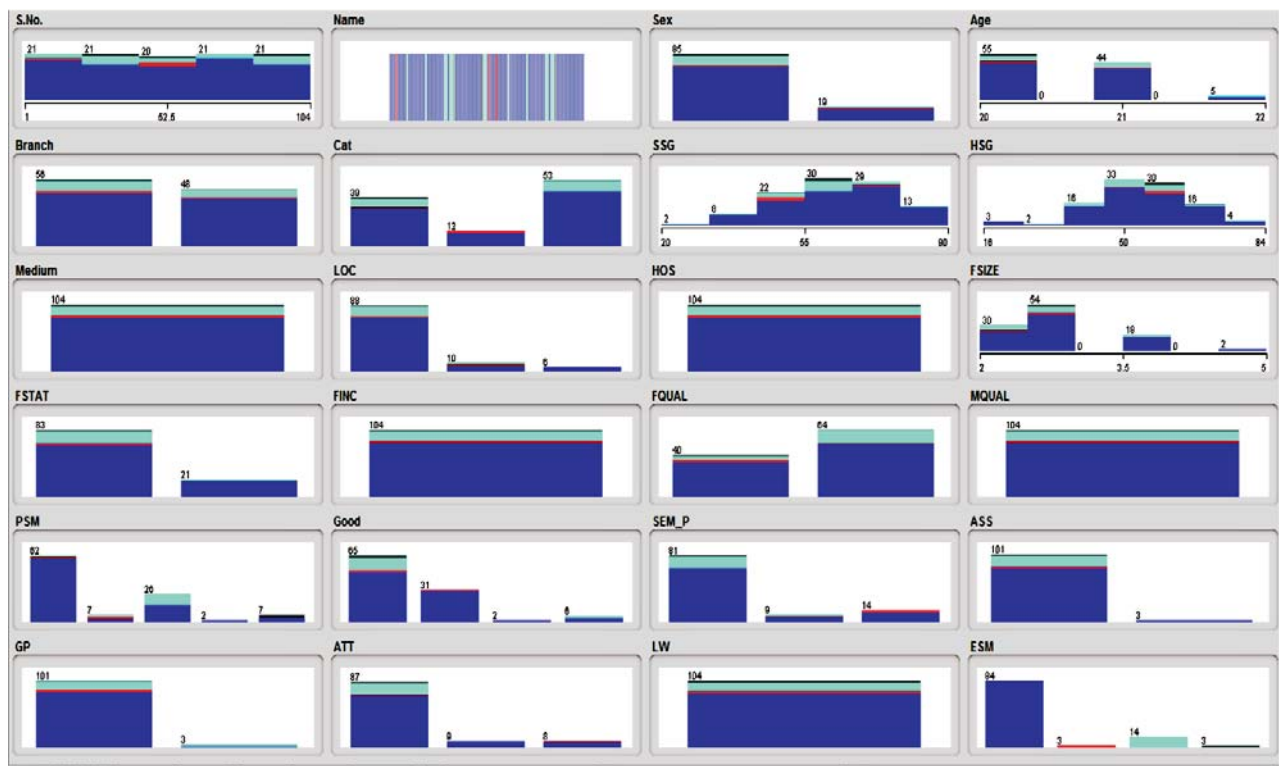 S.No.
21 21 20 21 21
1 52.5 104
Name
Sex
85 19
Age
55 0 44 0 5
20 21 22
Branch
56 48
Cat
39 12 53
SSG
2 8 22 30 29 13
20 55 90
HSG
3 2 16 33 30 16 4
16 50 84
Medium
104
LOC
88 10 6
HOS
104
FSIZE
30 54 0 18 0 2
2 3.5 5
FSTAT
83 21
FINC
104
FQUAL
40 64
MQUAL
104
PSM
62 7 26 2 7
Good
65 31 2 6
SEM_P
81 9 14
ASS
101 3
GP
101 3
ATT
87 9 8
LW
104
ESM
84 3 14 3